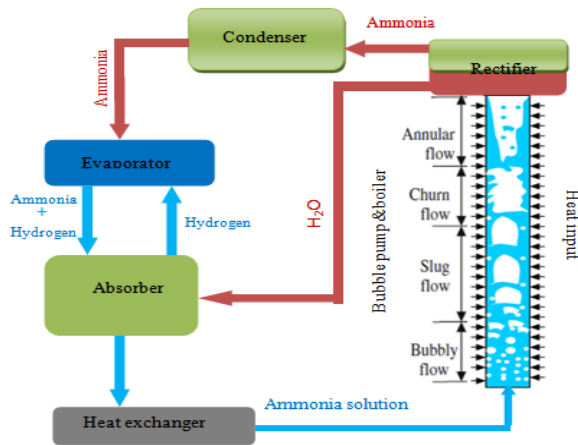 Ammonia
Condenser
Rectifier
Ammonia
Evaporator
Ammonia
+
Hydrogen
Hydrogen
H₂O
Absorber
Heat exchanger
Ammonia solution
Bubble pump&boiler
Annular
flow
Churn
flow
Slug
flow
Bubbly
flow
Heat input